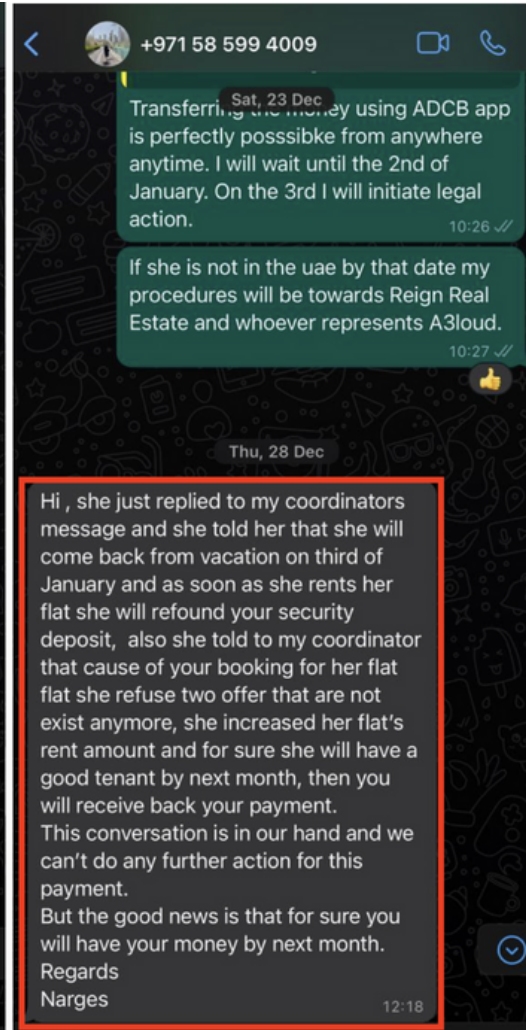 +971 58 599 4009
Sat, 23 Dec
Transferring the money using ADCB app
is perfectly posssibke from anywhere
anytime. I will wait until the 2nd of
January. On the 3rd I will initiate legal
action.
10:26
If she is not in the uae by that date my
procedures will be towards Reign Real
Estate and whoever represents A3loud.
10:27
Thu, 28 Dec
Hi , she just replied to my coordinators
message and she told her that she will
come back from vacation on third of
January and as soon as she rents her
flat she will refound your security
deposit, also she told to my coordinator
that cause of your booking for her flat
flat she refuse two offer that are not
exist anymore, she increased her flat's
rent amount and for sure she will have a
good tenant by next month, then you
will receive back your payment.
This conversation is in our hand and we
can't do any further action for this
payment.
But the good news is that for sure you
will have your money by next month.
Regards
Narges
12:18